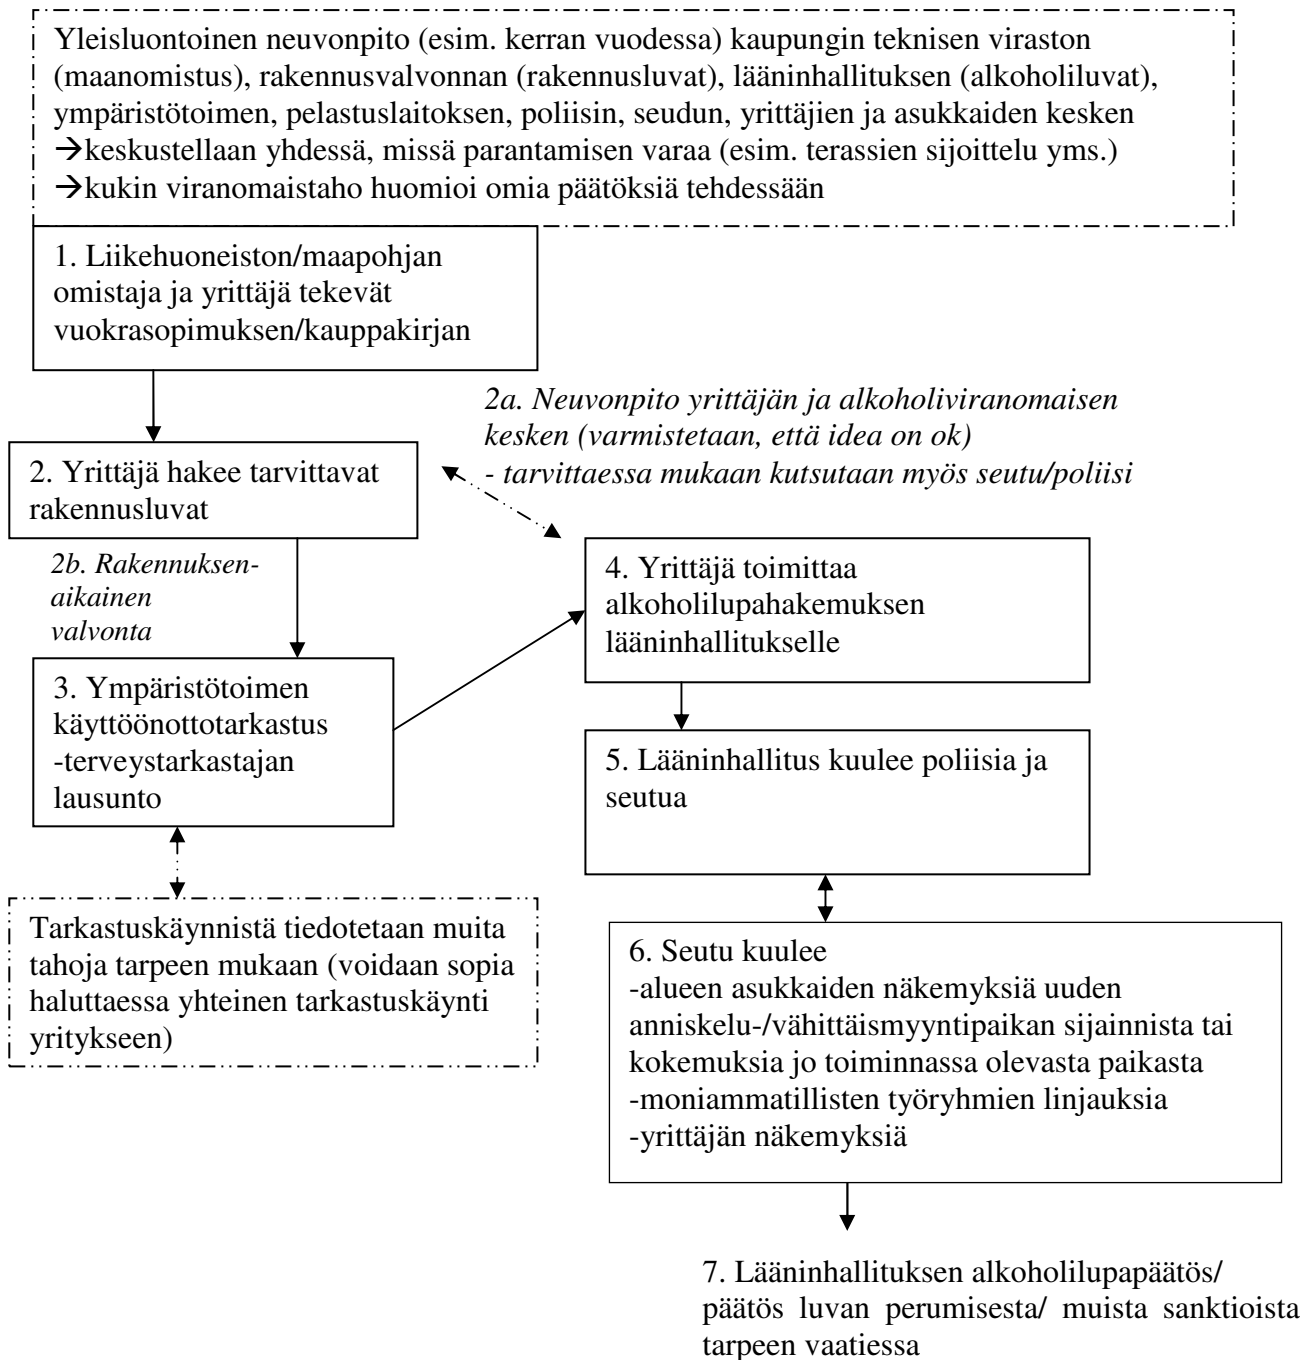 Yleisluontoinen neuvonpito (esim. kerran vuodessa) kaupungin teknisen viraston
(maanomistus), rakennusvalvonnan (rakennusluvat), lääninhallituksen (alkoholiluvat),
ympäristötoimen, pelastuslaitoksen, poliisin, seudun, yrittäjien ja asukkaiden kesken
→keskustellaan yhdessä, missä parantamisen varaa (esim. terassien sijoittelu yms.)
→kukin viranomaistaho huomioi omia päätöksiä tehdessään
1. Liikehuoneiston/maapohjan
omistaja ja yrittäjä tekevät
vuokrasopimuksen/kauppakirjan
2a. Neuvonpito yrittäjän ja alkoholiviranomaisen
kesken (varmistetaan, että idea on ok)
- tarvittaessa mukaan kutsutaan myös seutu/poliisi
2. Yrittäjä hakee tarvittavat
rakennusluvat
2b. Rakennuksen-
aikainen
valvonta
3. Ympäristötoimen
käyttöönottotarkastus
-terveystarkastajan
lausunto
Tarkastuskäynnistä tiedotetaan muita
tahoja tarpeen mukaan (voidaan sopia
haluttaessa yhteinen tarkastuskäynti
yritykseen)
4. Yrittäjä toimittaa
alkoholilupahakemuksen
lääninhallitukselle
5. Lääninhallitus kuulee poliisia ja
seutua
6. Seutu kuulee
-alueen asukkaiden näkemyksiä uuden
anniskelu-/vähittäismyyntipaikan sijainnista tai
kokemuksia jo toiminnassa olevasta paikasta
-moniammatillisten työryhmien linjauksia
-yrittäjän näkemyksiä
7. Lääninhallituksen alkoholilupapäätös/
päätös luvan perumisesta/ muista sanktioista
tarpeen vaatiessa